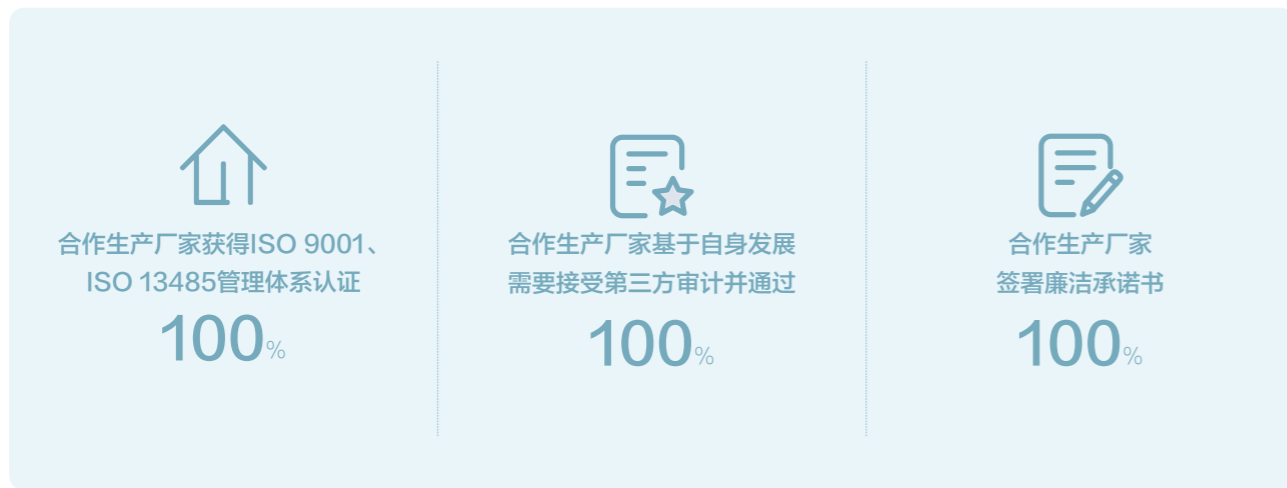 合作生产厂家获得ISO 9001、
ISO 13485管理体系认证
100%
合作生产厂家基于自身发展
需要接受第三方审计并通过
100%
合作生产厂家
签署廉洁承诺书
100%